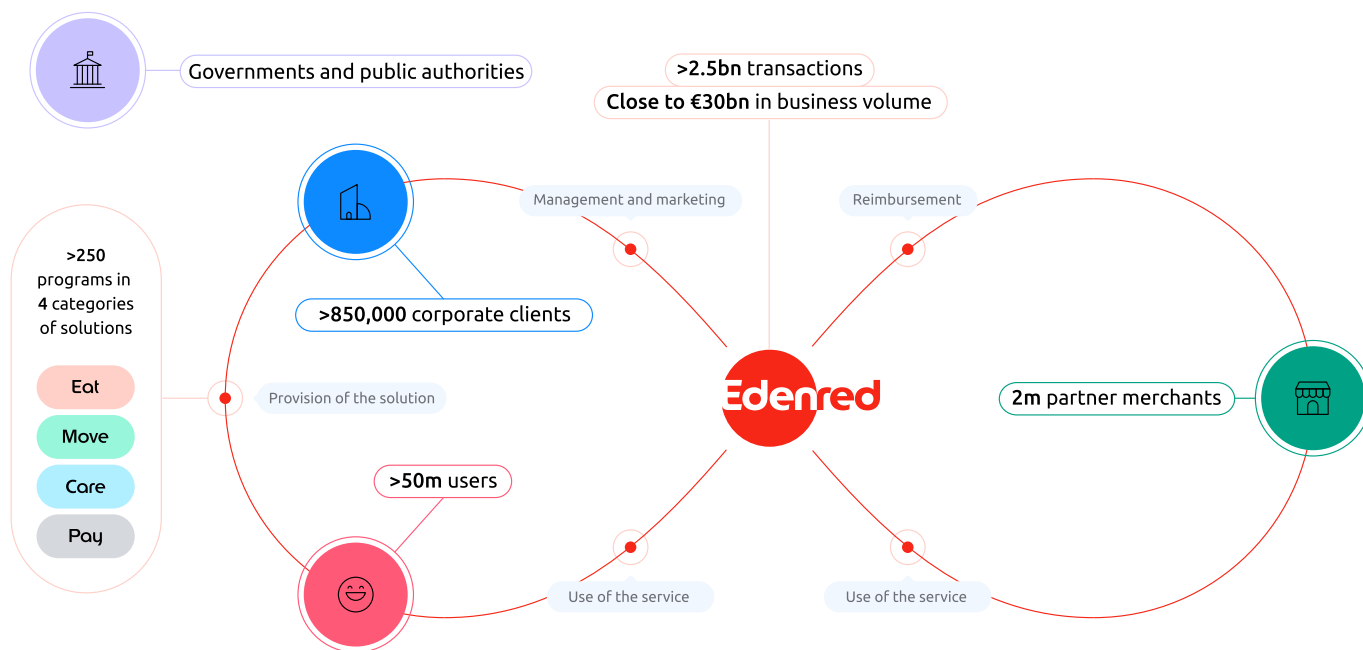 Governments and public authorities
>2.5bn transactions
Close to €30bn in business volume
Management and marketing
Reimbursement
>250
programs in
4 categories
of solutions
Eat
Move
Care
Pay
>850,000 corporate clients
Provision of the solution
Edenred
2m partner merchants
>50m users
Use of the service
Use of the service